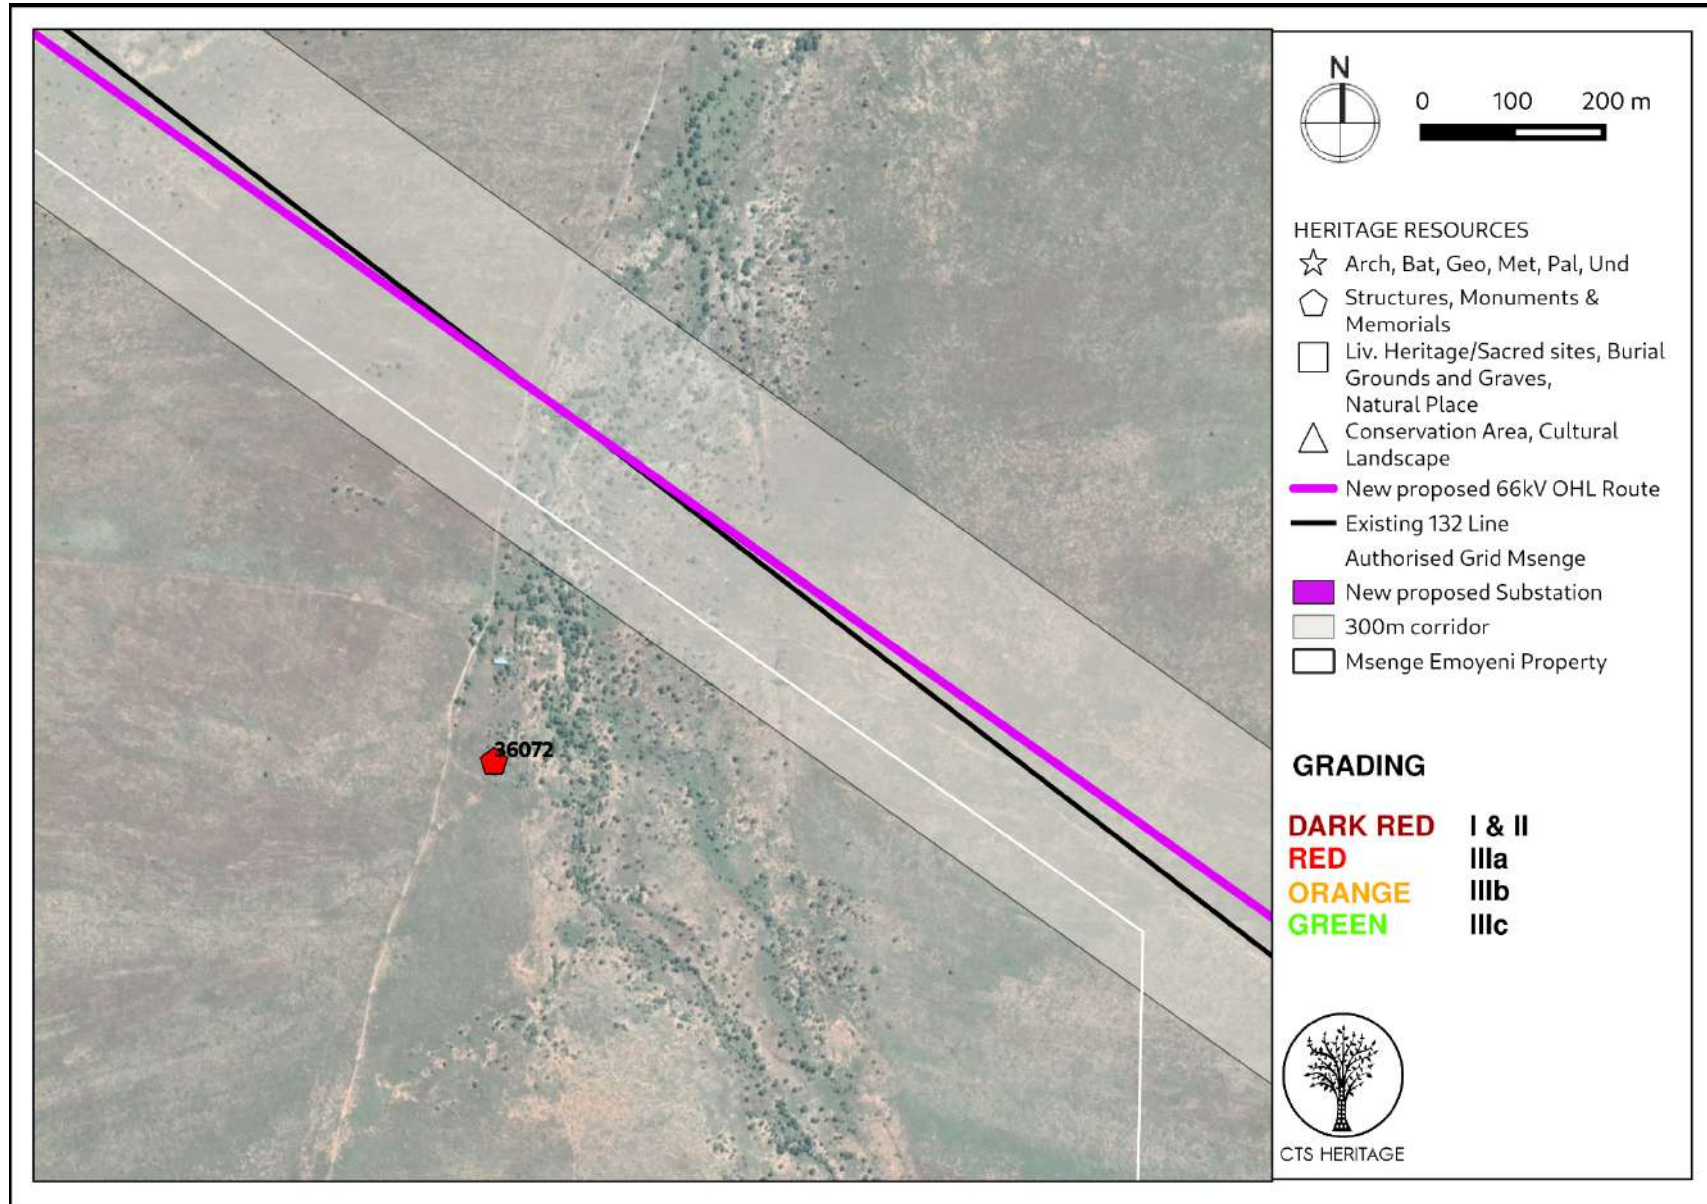 36072
N
0 100 200 m
HERITAGE RESOURCES
Arch, Bat, Geo, Met, Pal, Und
Structures, Monuments &
Memorials
Liv. Heritage/Sacred sites, Burial
Grounds and Graves,
Natural Place
Conservation Area, Cultural
Landscape
New proposed 66kV OHL Route
Existing 132 Line
Authorised Grid Msenge
New proposed Substation
300m corridor
Msenge Emoyeni Property
GRADING
DARK RED I & II
RED IIIa
ORANGE IIIb
GREEN IIIc
CTS HERITAGE